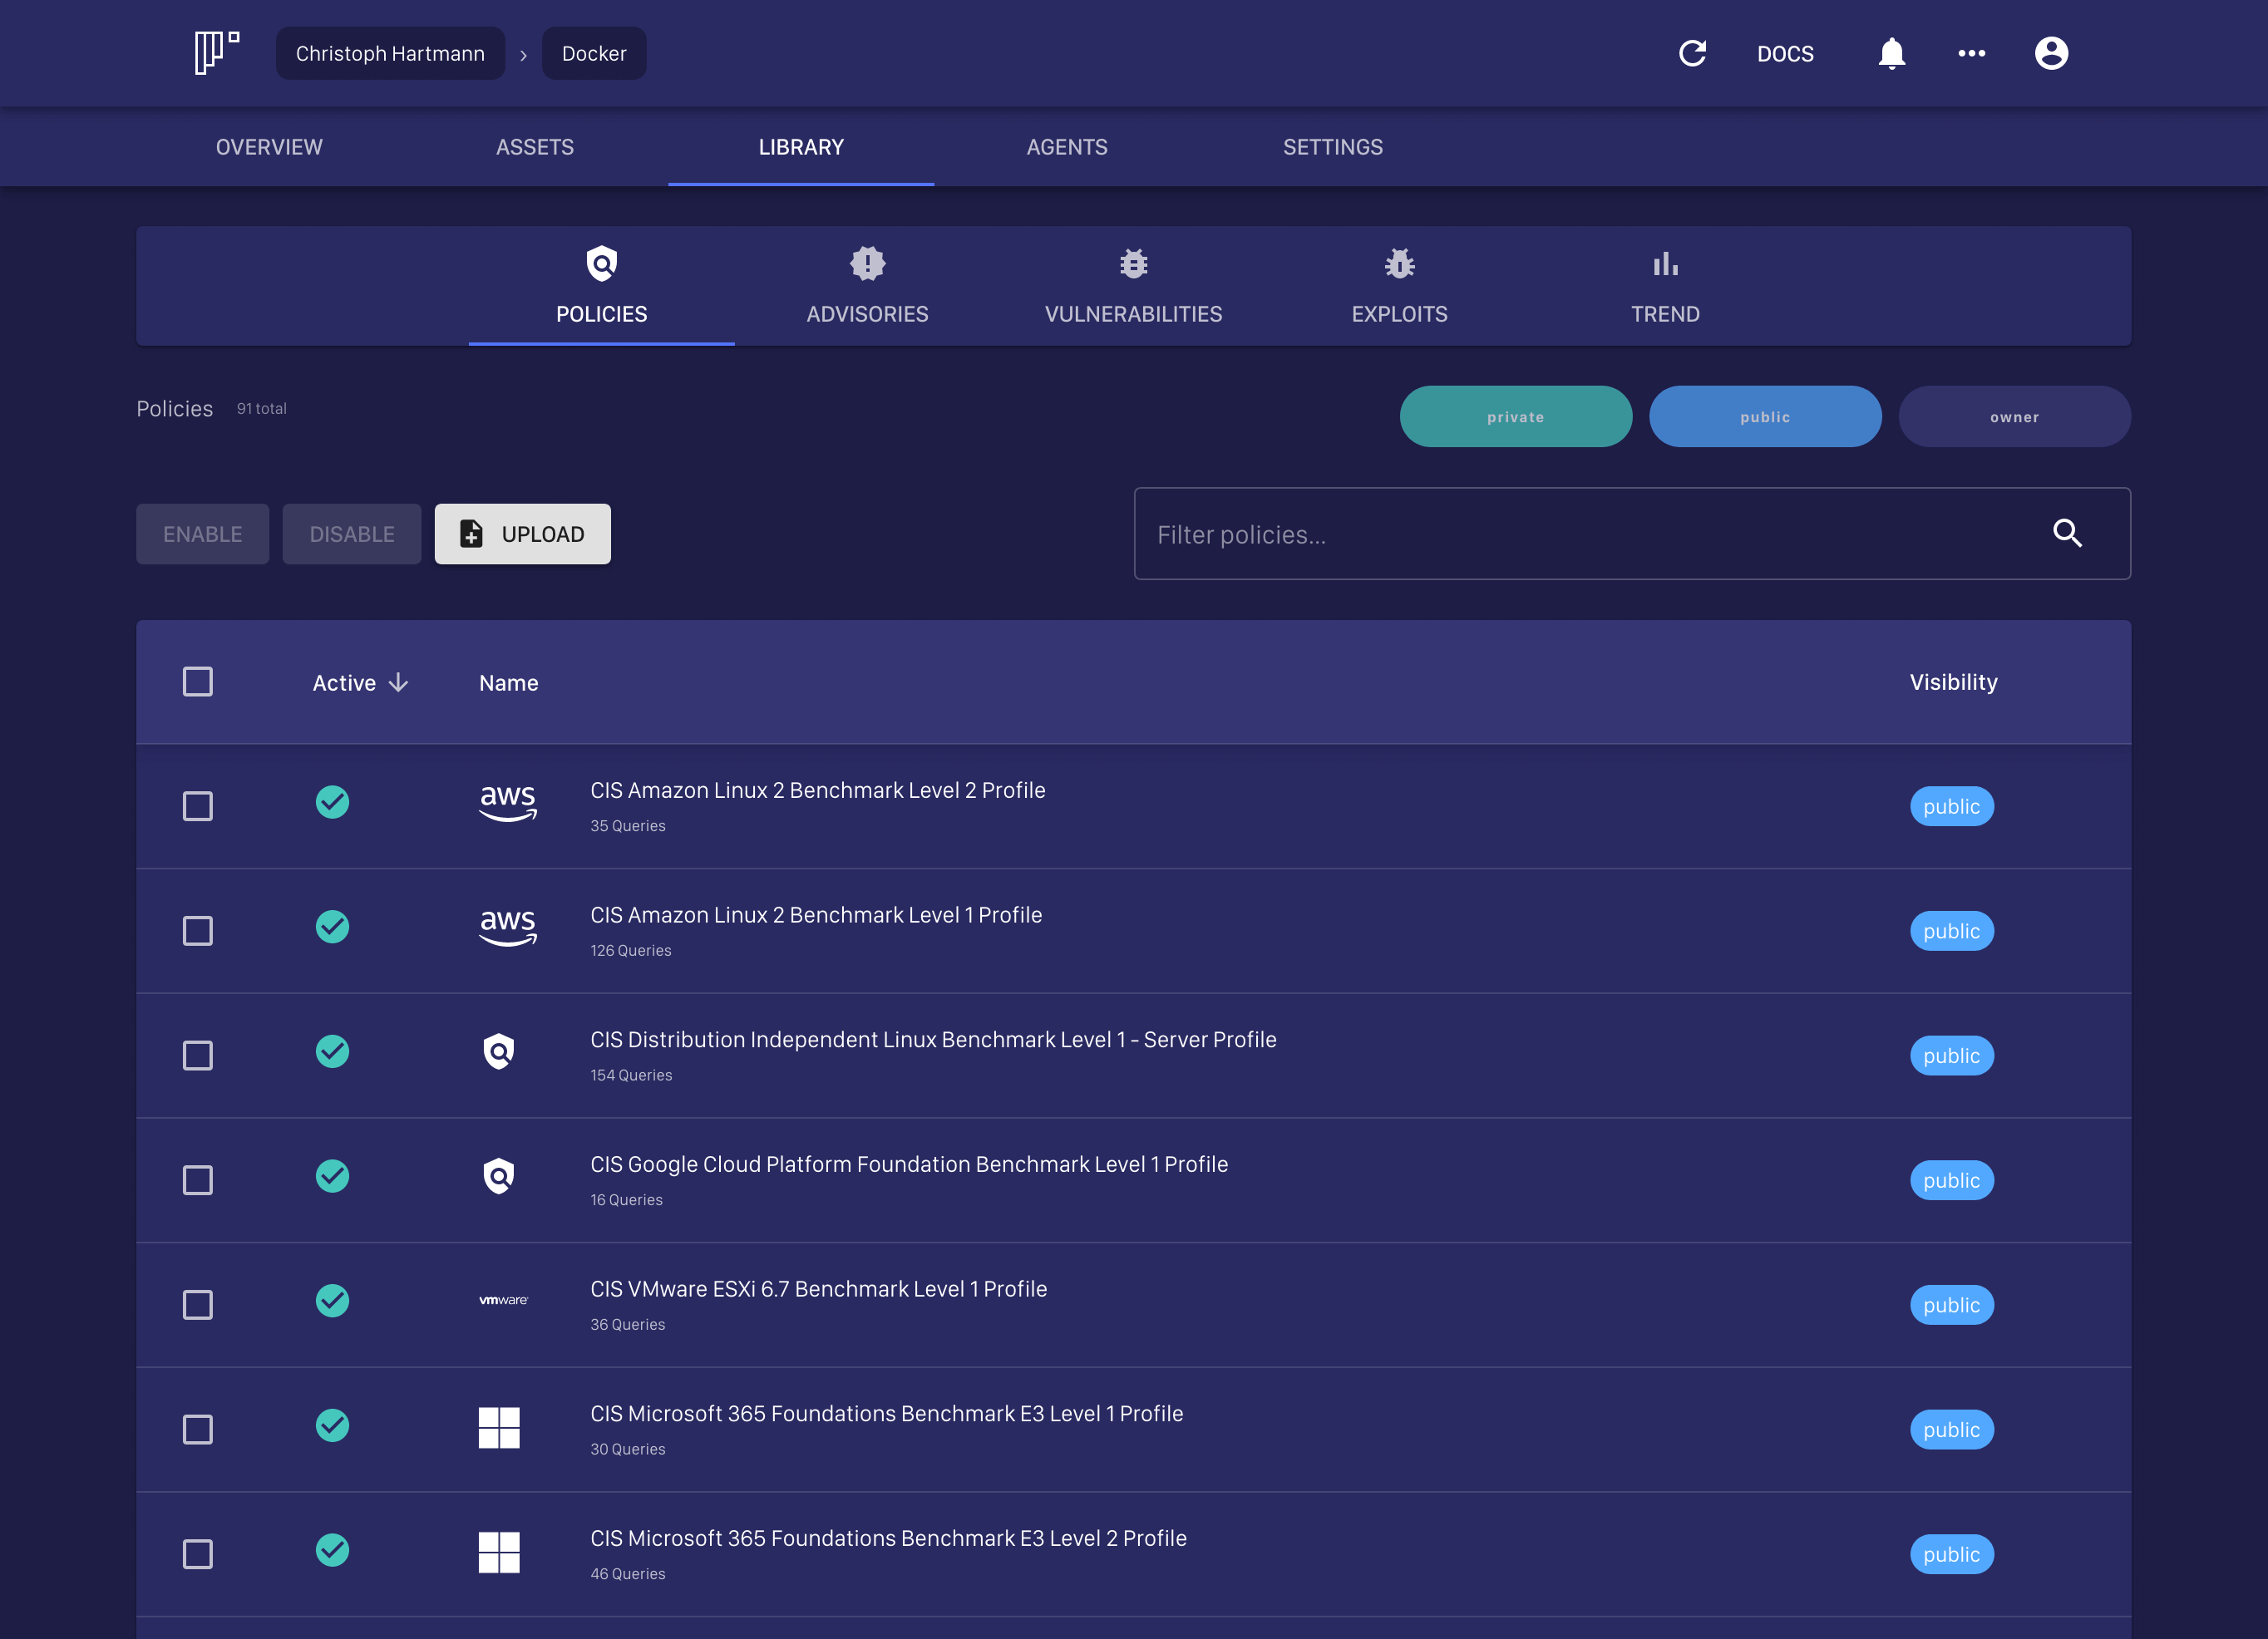 Christoph Hartmann › Docker DOCS
OVERVIEW ASSETS LIBRARY AGENTS SETTINGS
POLICIES ADVISORIES VULNERABILITIES EXPLOITS TREND
Policies 91 total private public owner
ENABLE DISABLE UPLOAD Filter policies...
Active Name Visibility
aws CIS Amazon Linux 2 Benchmark Level 2 Profile public
35 Queries
aws CIS Amazon Linux 2 Benchmark Level 1 Profile public
126 Queries
CIS Distribution Independent Linux Benchmark Level 1 - Server Profile public
154 Queries
CIS Google Cloud Platform Foundation Benchmark Level 1 Profile public
16 Queries
vmware CIS VMware ESXi 6.7 Benchmark Level 1 Profile public
36 Queries
CIS Microsoft 365 Foundations Benchmark E3 Level 1 Profile public
30 Queries
CIS Microsoft 365 Foundations Benchmark E3 Level 2 Profile public
46 Queries